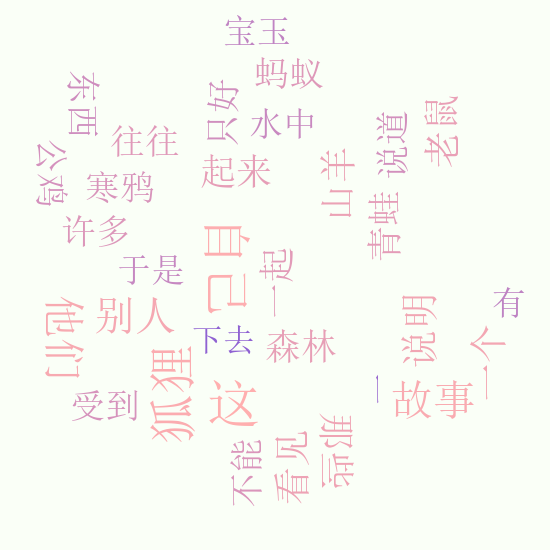 宝玉
蚂蚁
东西
只好
水中
说道
老鼠
往往
公鸡
寒鸦
起来
山羊
青蛙
许多
自己
于是
一起
有
他们
别人
下去
森林
说明
一个
狐狸
受到
这
一
故事
不能
看见
那些